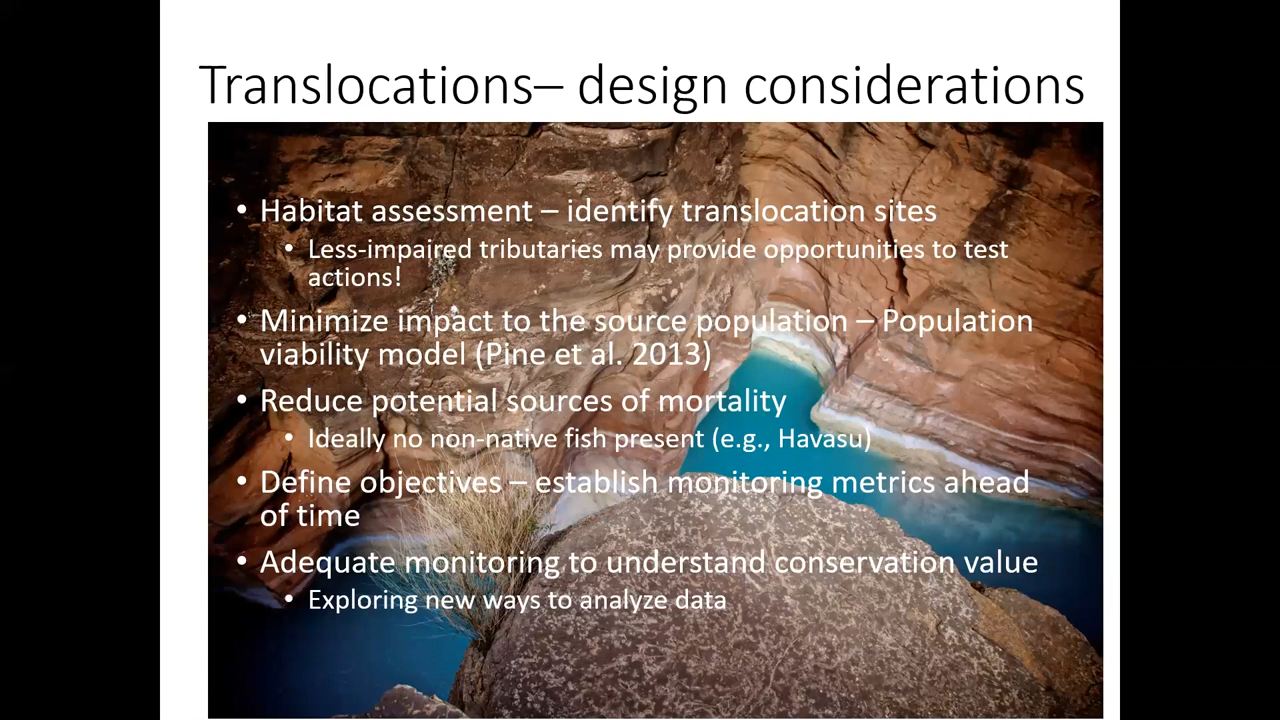 Translocations– design considerations
• Habitat assessment – identify translocation sites
• Less-impaired tributaries may provide opportunities to test
actions!
• Minimize impact to the source population – Population
viability model (Pine et al. 2013)
• Reduce potential sources of mortality
• Ideally no non-native fish present (e.g., Havasu)
• Define objectives – establish monitoring metrics ahead
of time
• Adequate monitoring to understand conservation value
• Exploring new ways to analyze data